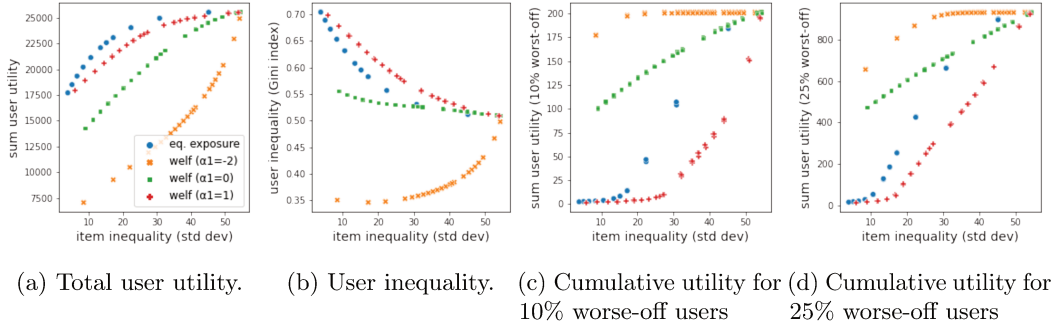 sum user utility
25000
22500
20000
17500
15000
12500
10000
7500
10 20 30 40 50
item inequality (std dev)
eq. exposure
welf (α1=-2)
welf (α1=0)
welf (α1=1)
user inequality (Gini index)
0.70
0.65
0.60
0.55
0.50
0.45
0.40
0.35
10 20 30 40 50
item inequality (std dev)
sum user utility (10% worst-off)
200
175
150
125
100
75
50
25
0
10 20 30 40 50
item inequality (std dev)
sum user utility (25% worst-off)
800
600
400
200
0
10 20 30 40 50
item inequality (std dev)
(a) Total user utility.
(b) User inequality.
(c) Cumulative utility for
10% worse-off users
(d) Cumulative utility for
25% worse-off users